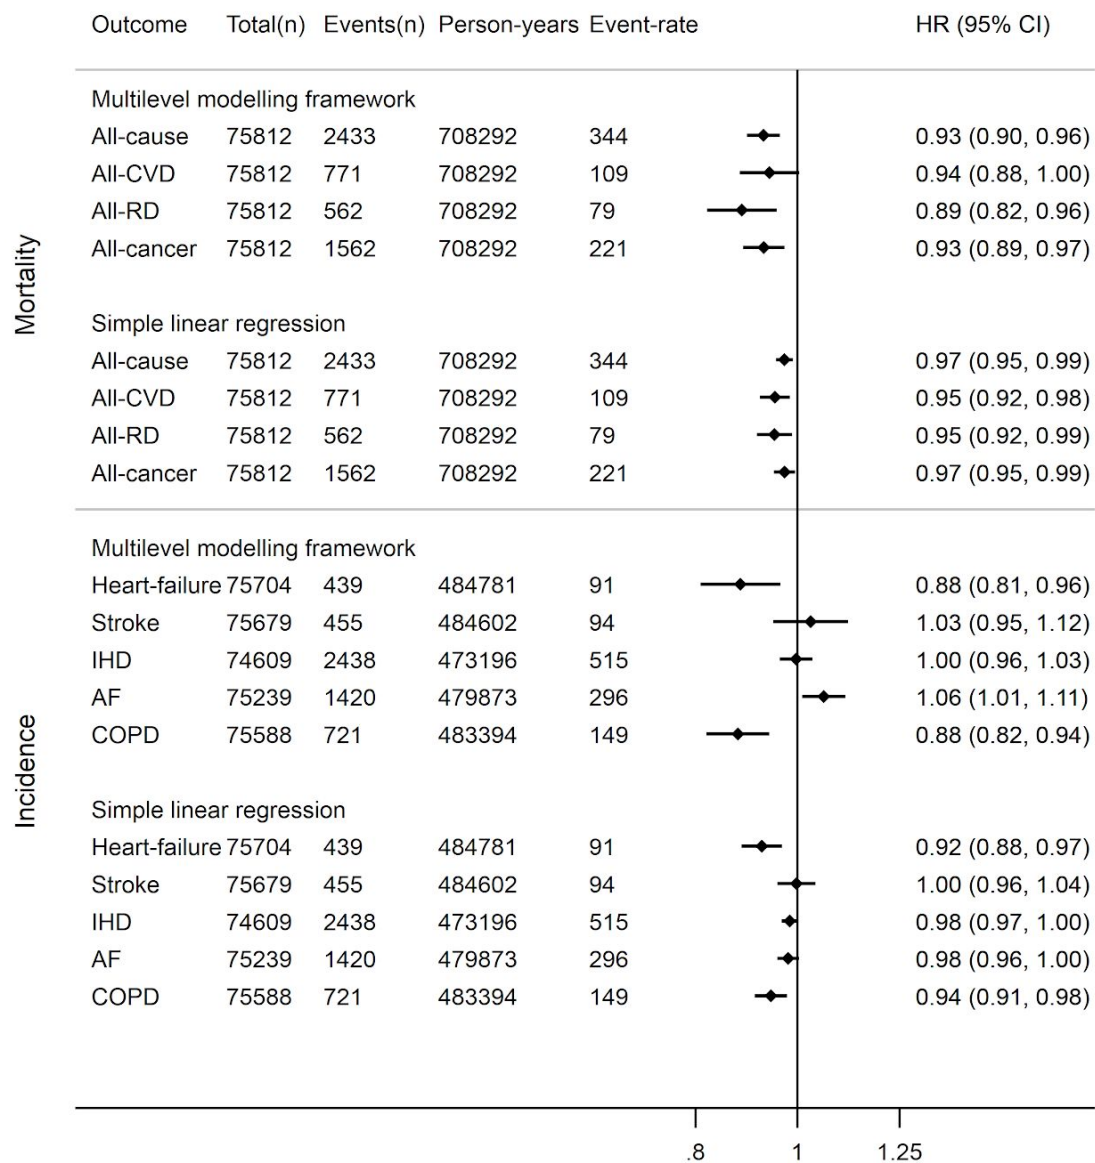 Outcome Total(n) Events(n) Person-years Event-rate HR (95% CI)
Mortality
Multilevel modelling framework
All-cause 75812 2433 708292 344 0.93 (0.90, 0.96)
All-CVD 75812 771 708292 109 0.94 (0.88, 1.00)
All-RD 75812 562 708292 79 0.89 (0.82, 0.96)
All-cancer 75812 1562 708292 221 0.93 (0.89, 0.97)
Simple linear regression
All-cause 75812 2433 708292 344 0.97 (0.95, 0.99)
All-CVD 75812 771 708292 109 0.95 (0.92, 0.98)
All-RD 75812 562 708292 79 0.95 (0.92, 0.99)
All-cancer 75812 1562 708292 221 0.97 (0.95, 0.99)
Incidence
Multilevel modelling framework
Heart-failure 75704 439 484781 91 0.88 (0.81, 0.96)
Stroke 75679 455 484602 94 1.03 (0.95, 1.12)
IHD 74609 2438 473196 515 1.00 (0.96, 1.03)
AF 75239 1420 479873 296 1.06 (1.01, 1.11)
COPD 75588 721 483394 149 0.88 (0.82, 0.94)
Simple linear regression
Heart-failure 75704 439 484781 91 0.92 (0.88, 0.97)
Stroke 75679 455 484602 94 1.00 (0.96, 1.04)
IHD 74609 2438 473196 515 0.98 (0.97, 1.00)
AF 75239 1420 479873 296 0.98 (0.96, 1.00)
COPD 75588 721 483394 149 0.94 (0.91, 0.98)
.8 1 1.25